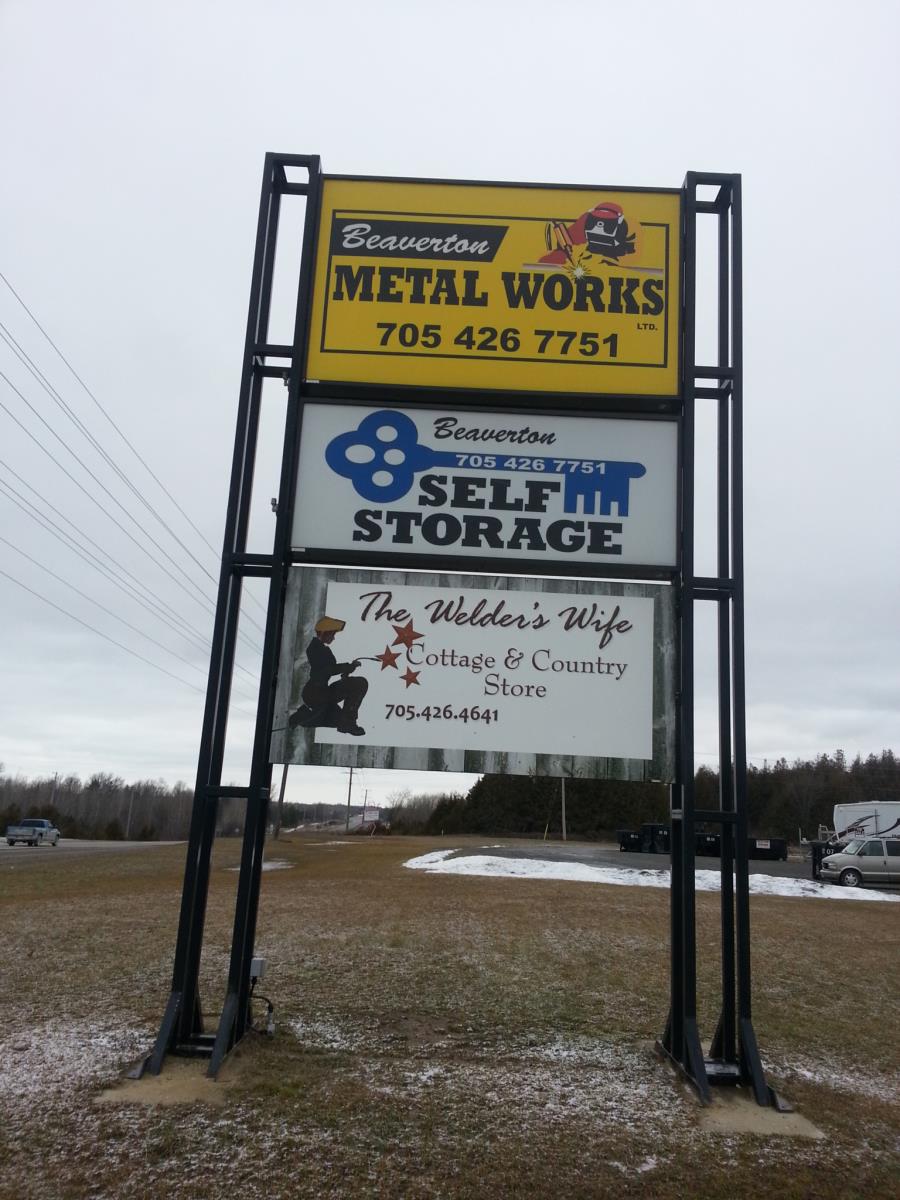 Beaverton
METAL WORKS
LTD.
705 426 7751
Beaverton
705 426 7751
SELF
STORAGE
The Welder's Wife
Cottage & Country
Store
705.426.4641